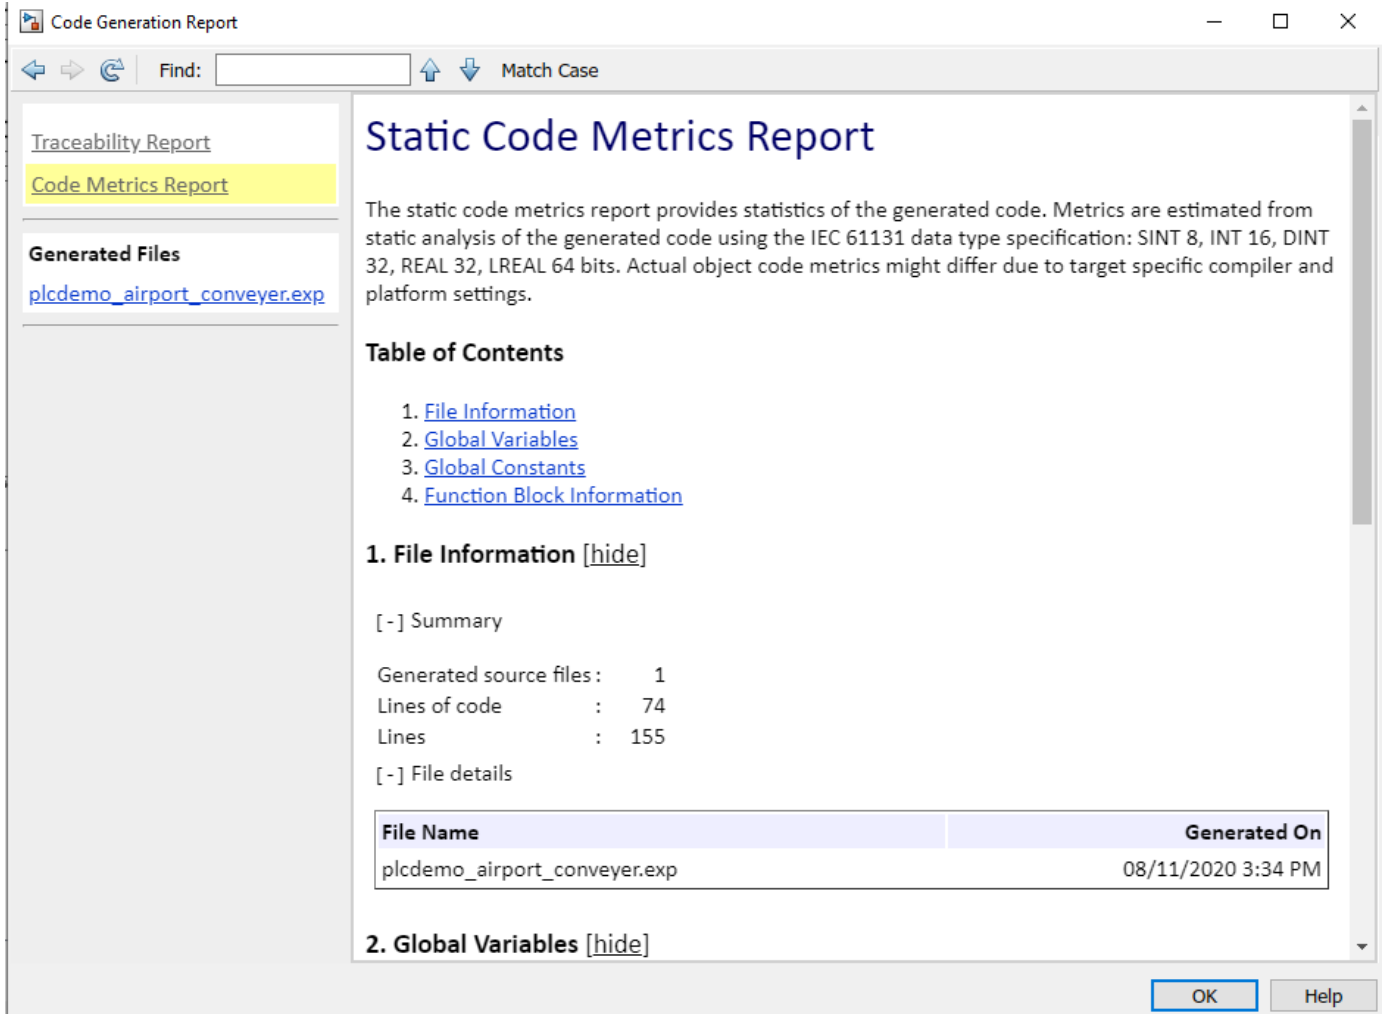 Code Generation Report
Find:
Match Case
Traceability Report
Code Metrics Report
Generated Files
plcdemo_airport_conveyer.exp
Static Code Metrics Report
The static code metrics report provides statistics of the generated code. Metrics are estimated from
static analysis of the generated code using the IEC 61131 data type specification: SINT 8, INT 16, DINT
32, REAL 32, LREAL 64 bits. Actual object code metrics might differ due to target specific compiler and
platform settings.
Table of Contents
1. File Information
2. Global Variables
3. Global Constants
4. Function Block Information
1. File Information [hide]
[-] Summary
Generated source files : 1
Lines of code : 74
Lines : 155
[-] File details
File Name Generated On
plcdemo_airport_conveyer.exp 08/11/2020 3:34 PM
2. Global Variables [hide]
OK Help